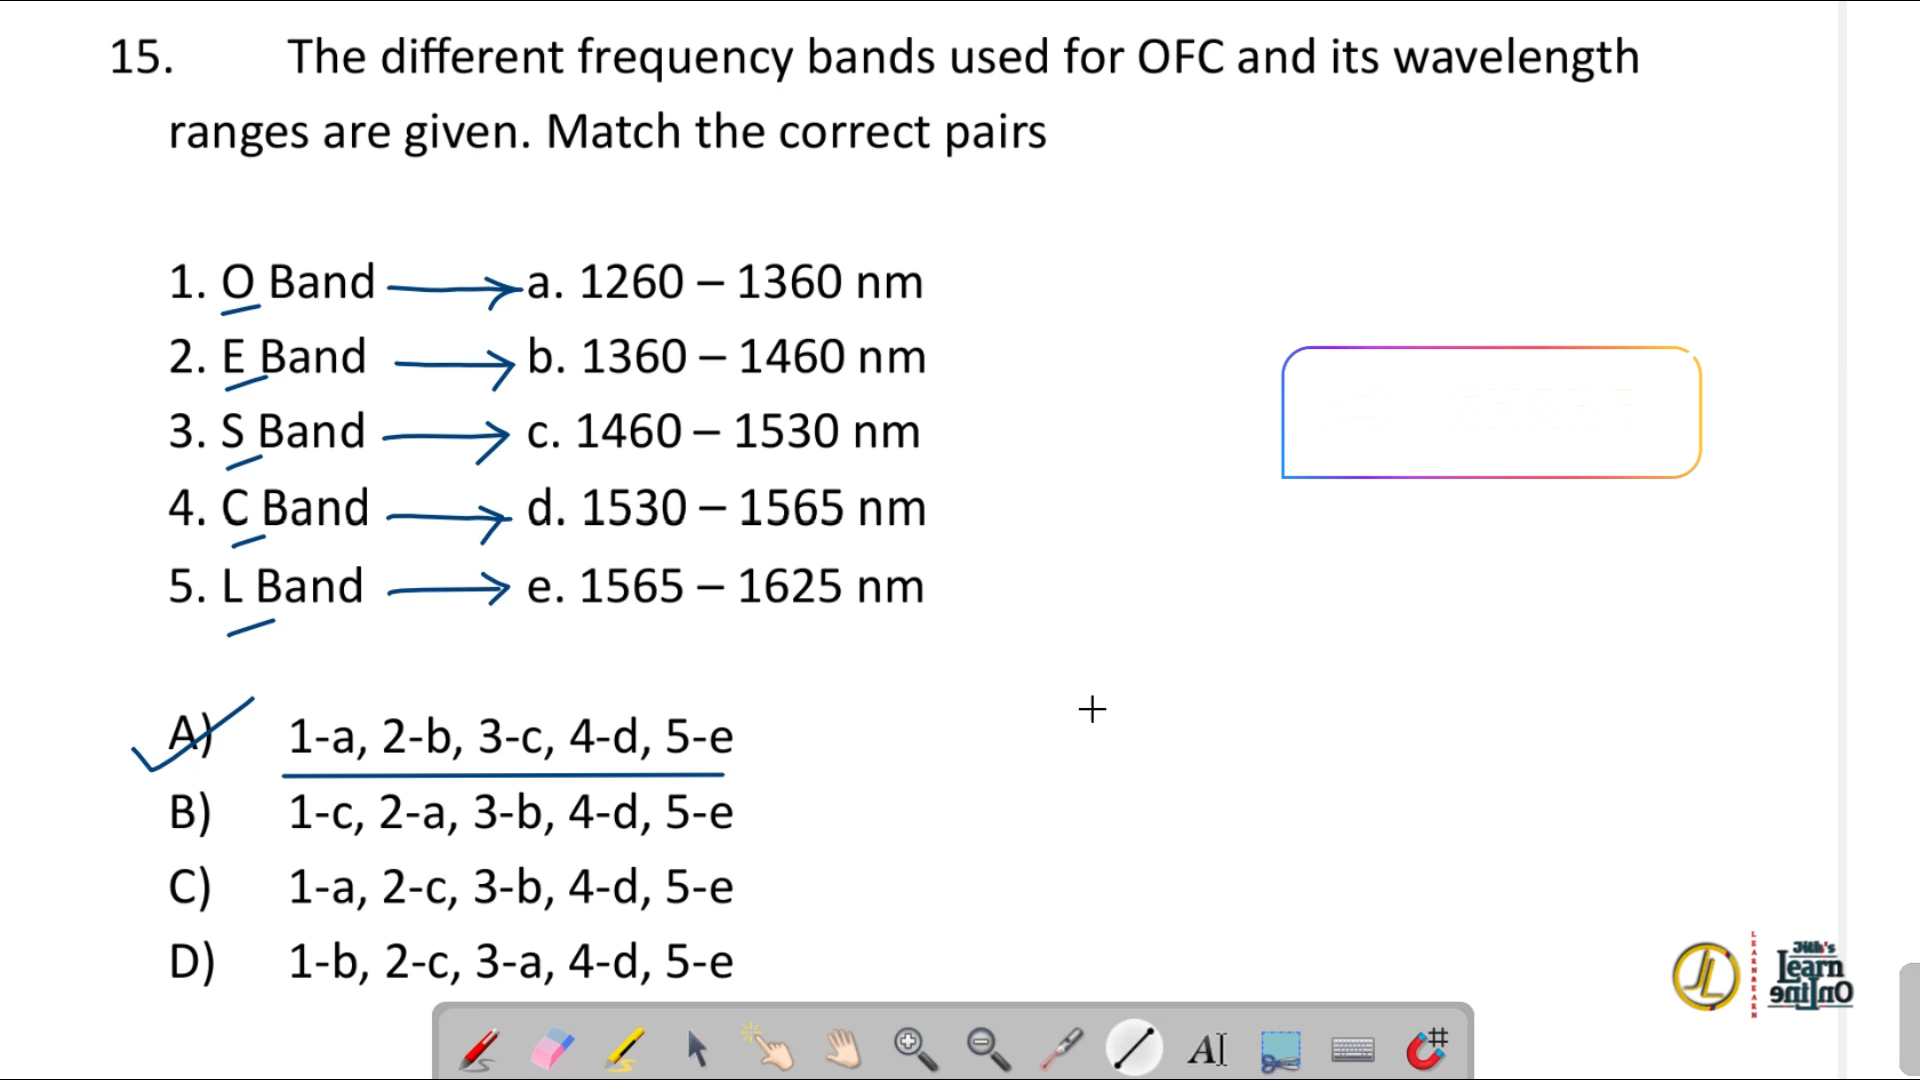 15. The different frequency bands used for OFC and its wavelength
ranges are given. Match the correct pairs
1. O Band a. 1260 – 1360 nm
2. E Band b. 1360 – 1460 nm
3. S Band c. 1460 – 1530 nm
4. C Band d. 1530 – 1565 nm
5. L Band e. 1565 – 1625 nm
A) 1-a, 2-b, 3-c, 4-d, 5-e
B) 1-c, 2-a, 3-b, 4-d, 5-e
C) 1-a, 2-c, 3-b, 4-d, 5-e
D) 1-b, 2-c, 3-a, 4-d, 5-e
JL
Jith's
Learn
OnLine
AI